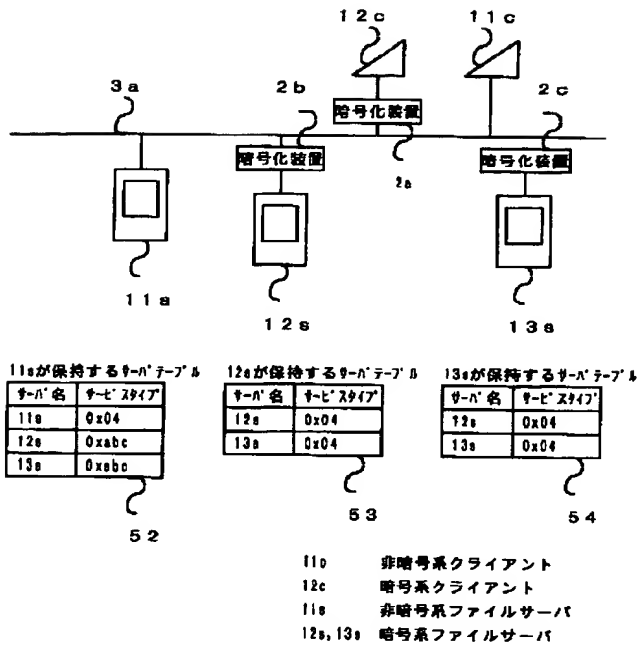 12c 11c
3a 2b 暗号化装置 2c
暗号化装置 2a 暗号化装置
11s 12s 13s
11sが保持するサーバテーブル
サーバ名 サービスタイプ
11s 0x04
12s 0xabc
13s 0xabc
52
12sが保持するサーバテーブル
サーバ名 サービスタイプ
12s 0x04
13s 0x04
53
13sが保持するサーバテーブル
サーバ名 サービスタイプ
12s 0x04
13s 0x04
54
11c 非暗号系クライアント
12c 暗号系クライアント
11s 非暗号系ファイルサーバ
12s,13s 暗号系ファイルサーバ